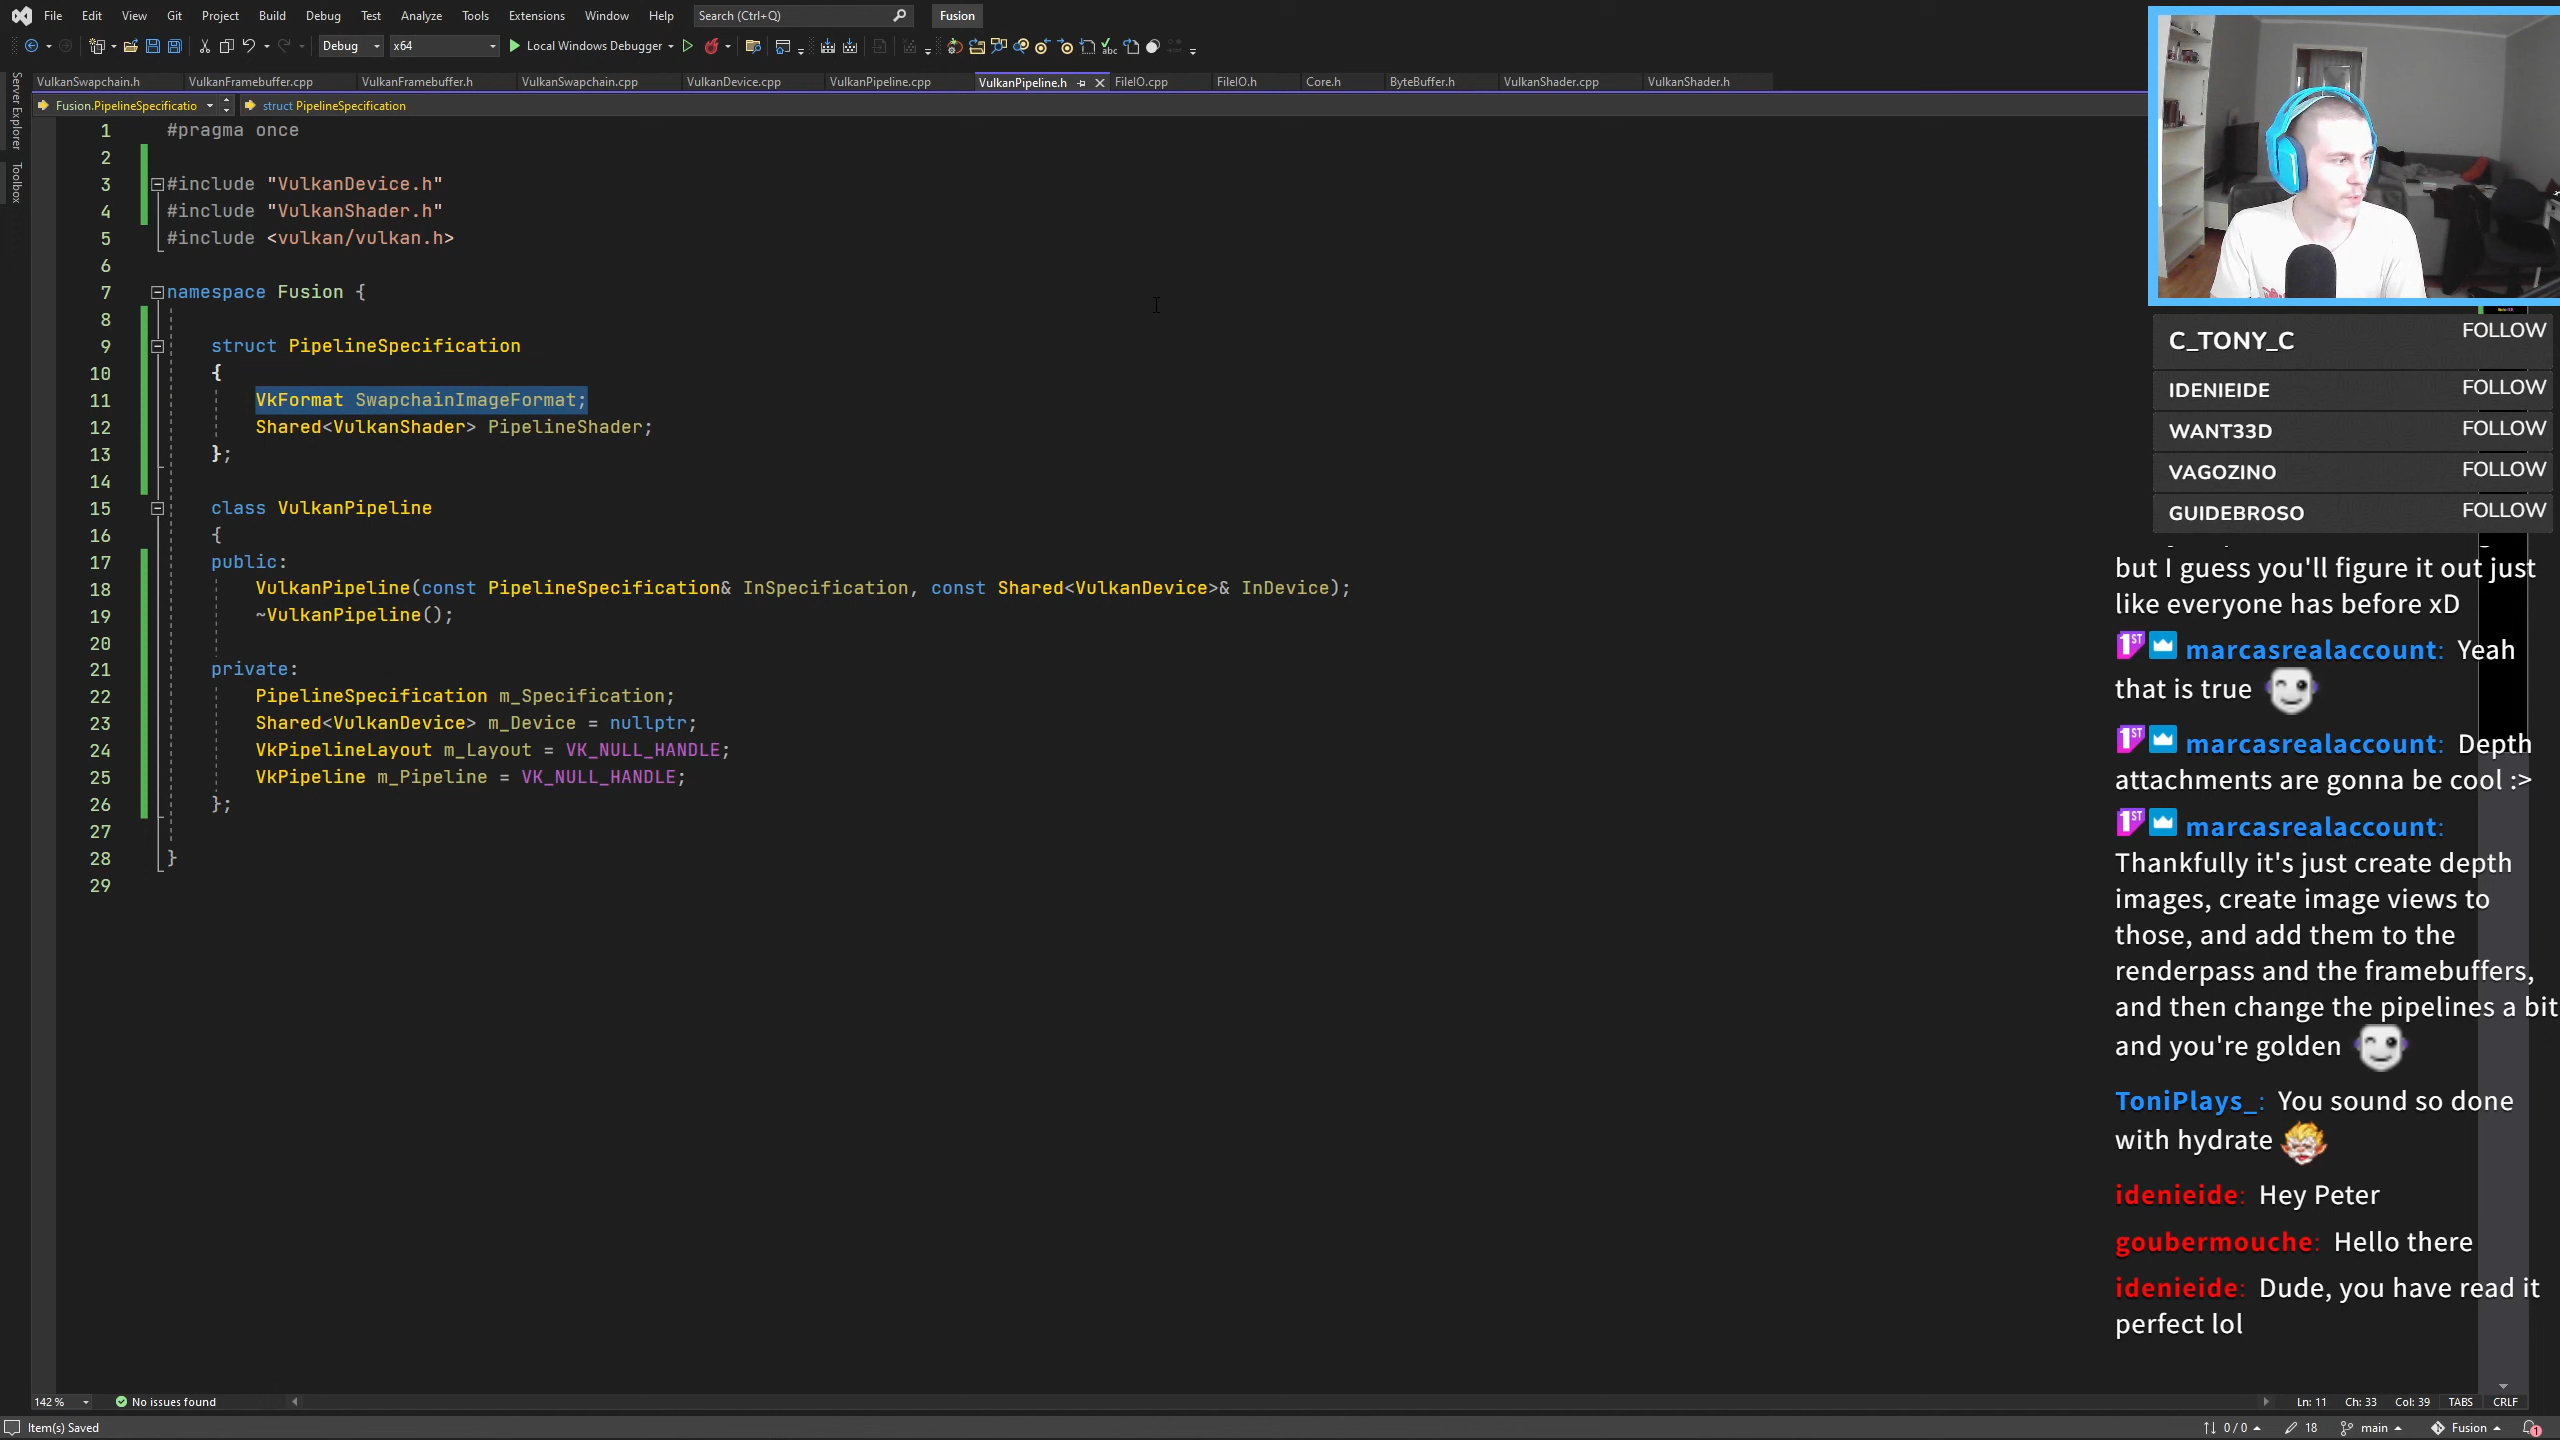 File Edit View Git Project Build Debug Test Analyze Tools Extensions Window Help Search (Ctrl+Q) Fusion
Debug x64 Local Windows Debugger
VulkanSwapchain.h VulkanFramebuffer.cpp VulkanFramebuffer.h VulkanSwapchain.cpp VulkanDevice.cpp VulkanPipeline.cpp VulkanPipeline.h FileIO.cpp FileIO.h Core.h ByteBuffer.h VulkanShader.cpp VulkanShader.h
Fusion.PipelineSpecificatio struct PipelineSpecification
Server Explorer
Toolbox
1 #pragma once
2
3 #include "VulkanDevice.h"
4 #include "VulkanShader.h"
5 #include <vulkan/vulkan.h>
6
7 namespace Fusion {
8
9 struct PipelineSpecification
10 {
11 VkFormat SwapchainImageFormat;
12 Shared<VulkanShader> PipelineShader;
13 };
14
15 class VulkanPipeline
16 {
17 public:
18 VulkanPipeline(const PipelineSpecification& InSpecification, const Shared<VulkanDevice>& InDevice);
19 ~VulkanPipeline();
20
21 private:
22 PipelineSpecification m_Specification;
23 Shared<VulkanDevice> m_Device = nullptr;
24 VkPipelineLayout m_Layout = VK_NULL_HANDLE;
25 VkPipeline m_Pipeline = VK_NULL_HANDLE;
26 };
27
28 }
29
C_TONY_C FOLLOW
IDENIEIDE FOLLOW
WANT33D FOLLOW
VAGOZINO FOLLOW
GUIDEBROSO FOLLOW
but I guess you'll figure it out just
like everyone has before xD
1ST marcasrealaccount: Yeah
that is true
1ST marcasrealaccount: Depth
attachments are gonna be cool :>
1ST marcasrealaccount:
Thankfully it's just create depth
images, create image views to
those, and add them to the
renderpass and the framebuffers,
and then change the pipelines a bit
and you're golden
ToniPlays_: You sound so done
with hydrate
idenieide: Hey Peter
goubermouche: Hello there
idenieide: Dude, you have read it
perfect lol
142 % No issues found Ln: 11 Ch: 33 Col: 39 TABS CRLF
Item(s) Saved 0 / 0 18 main Fusion 1